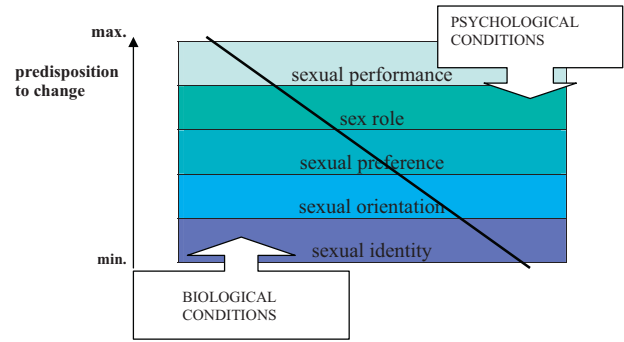 PSYCHOLOGICAL
CONDITIONS
max.
predisposition
to change
sexual performance
sex role
sexual preference
sexual orientation
sexual identity
min.
BIOLOGICAL
CONDITIONS